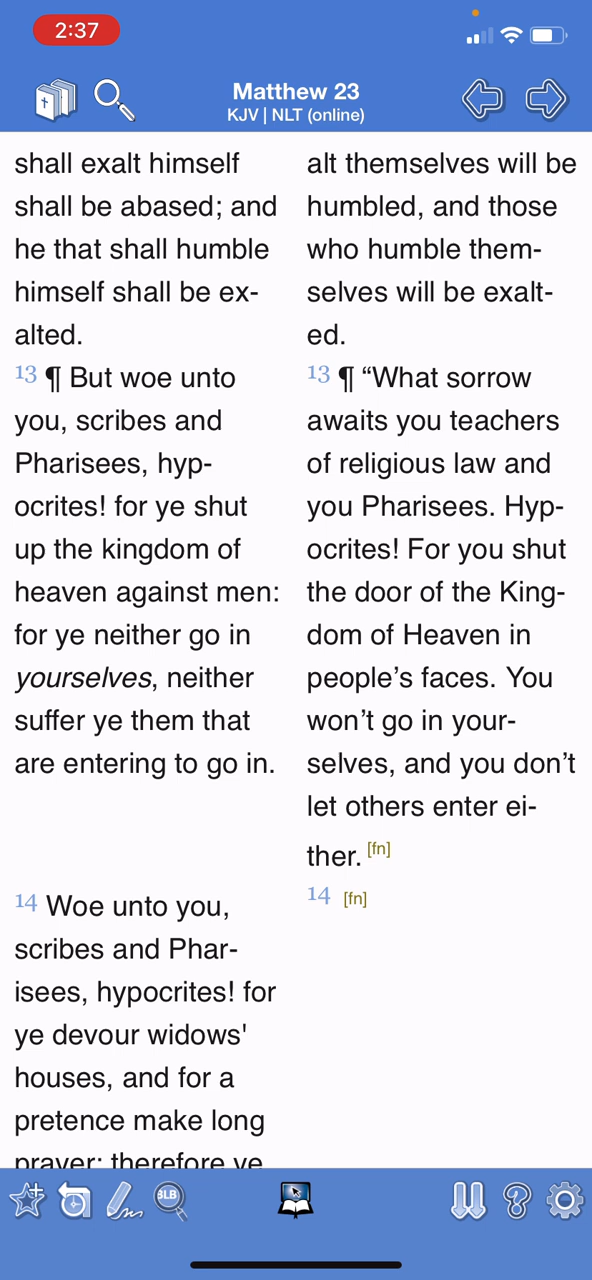 2:37
Matthew 23
KJV | NLT (online)
shall exalt himself
shall be abased; and
he that shall humble
himself shall be ex-
alted.
13 ¶ But woe unto
you, scribes and
Pharisees, hyp-
ocrites! for ye shut
up the kingdom of
heaven against men:
for ye neither go in
yourselves, neither
suffer ye them that
are entering to go in.
14 Woe unto you,
scribes and Phar-
isees, hypocrites! for
ye devour widows'
houses, and for a
pretence make long
prayer: therefore ye
alt themselves will be
humbled, and those
who humble them-
selves will be exalt-
ed.
13 ¶ “What sorrow
awaits you teachers
of religious law and
you Pharisees. Hyp-
ocrites! For you shut
the door of the King-
dom of Heaven in
people’s faces. You
won’t go in your-
selves, and you don’t
let others enter ei-
ther. [fn]
14 [fn]
BLB